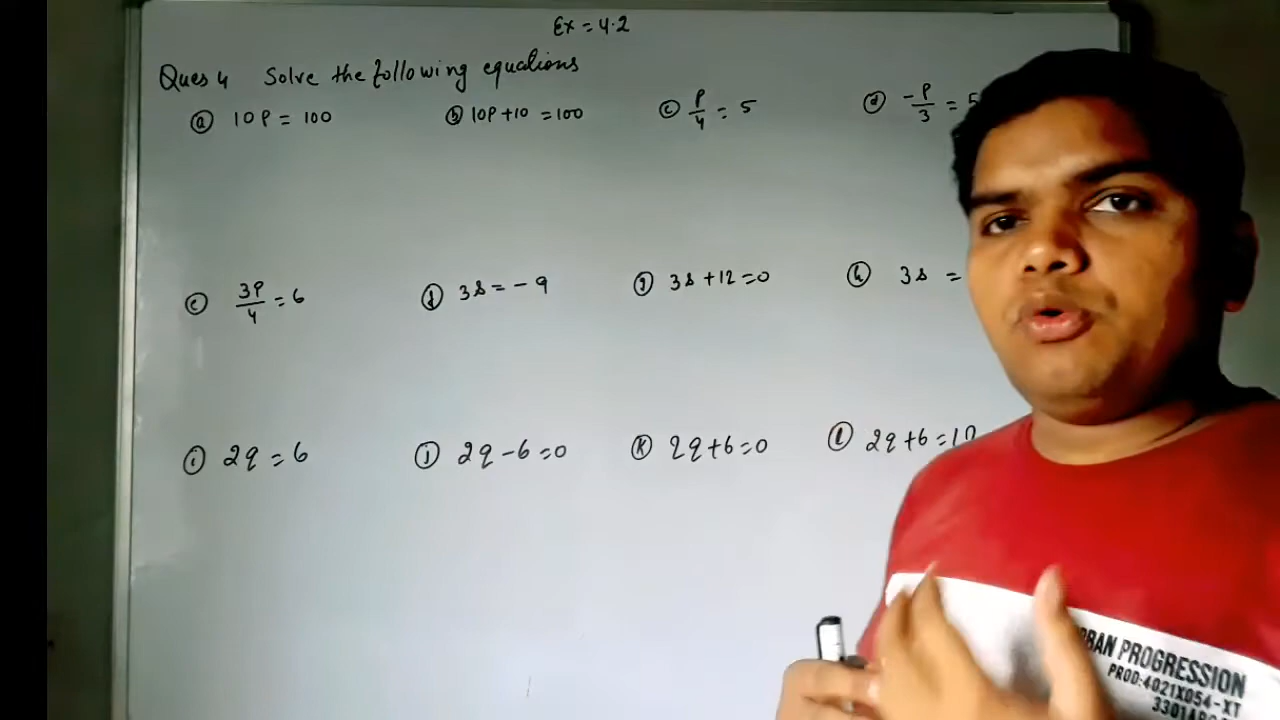 Ex = 4.2
Ques 4 Solve the following equations
(a) 10P = 100 (b) 10P + 10 = 100 (c) P/4 = 5 (d) -P/3 = 5
(e) 3P/4 = 6 (f) 3s = -9 (g) 3s + 12 = 0 (h) 3s =
(i) 2q = 6 (j) 2q - 6 = 0 (k) 2q + 6 = 0 (l) 2q + 6 = 12
PROGRESSION
PROD:4021X054-XT